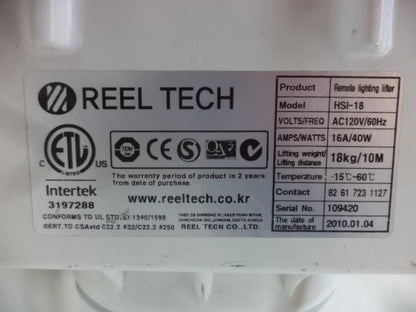 REEL TECH
ETL
LISTED
C US
Intertek
3197288
The warranty period of product is 2 years
from date of purchase.
www.reeltech.co.kr
CONFORMS TO UL STD(S) 1340/1598
CERT.TO CSAstd C22.2 #33/C22.2 #250
REEL TECH CO.,LTD.
Product Remote lighting lifter
Model HSI-18
VOLTS/FREQ AC120V/60Hz
AMPS/WATTS 16A/40W
Lifting weight/
Distance 18kg/10M
Temperature -15℃~60℃
Contact 82 61 723 1127
Serial No. 109420
The date of
manufacture 2010.01.04